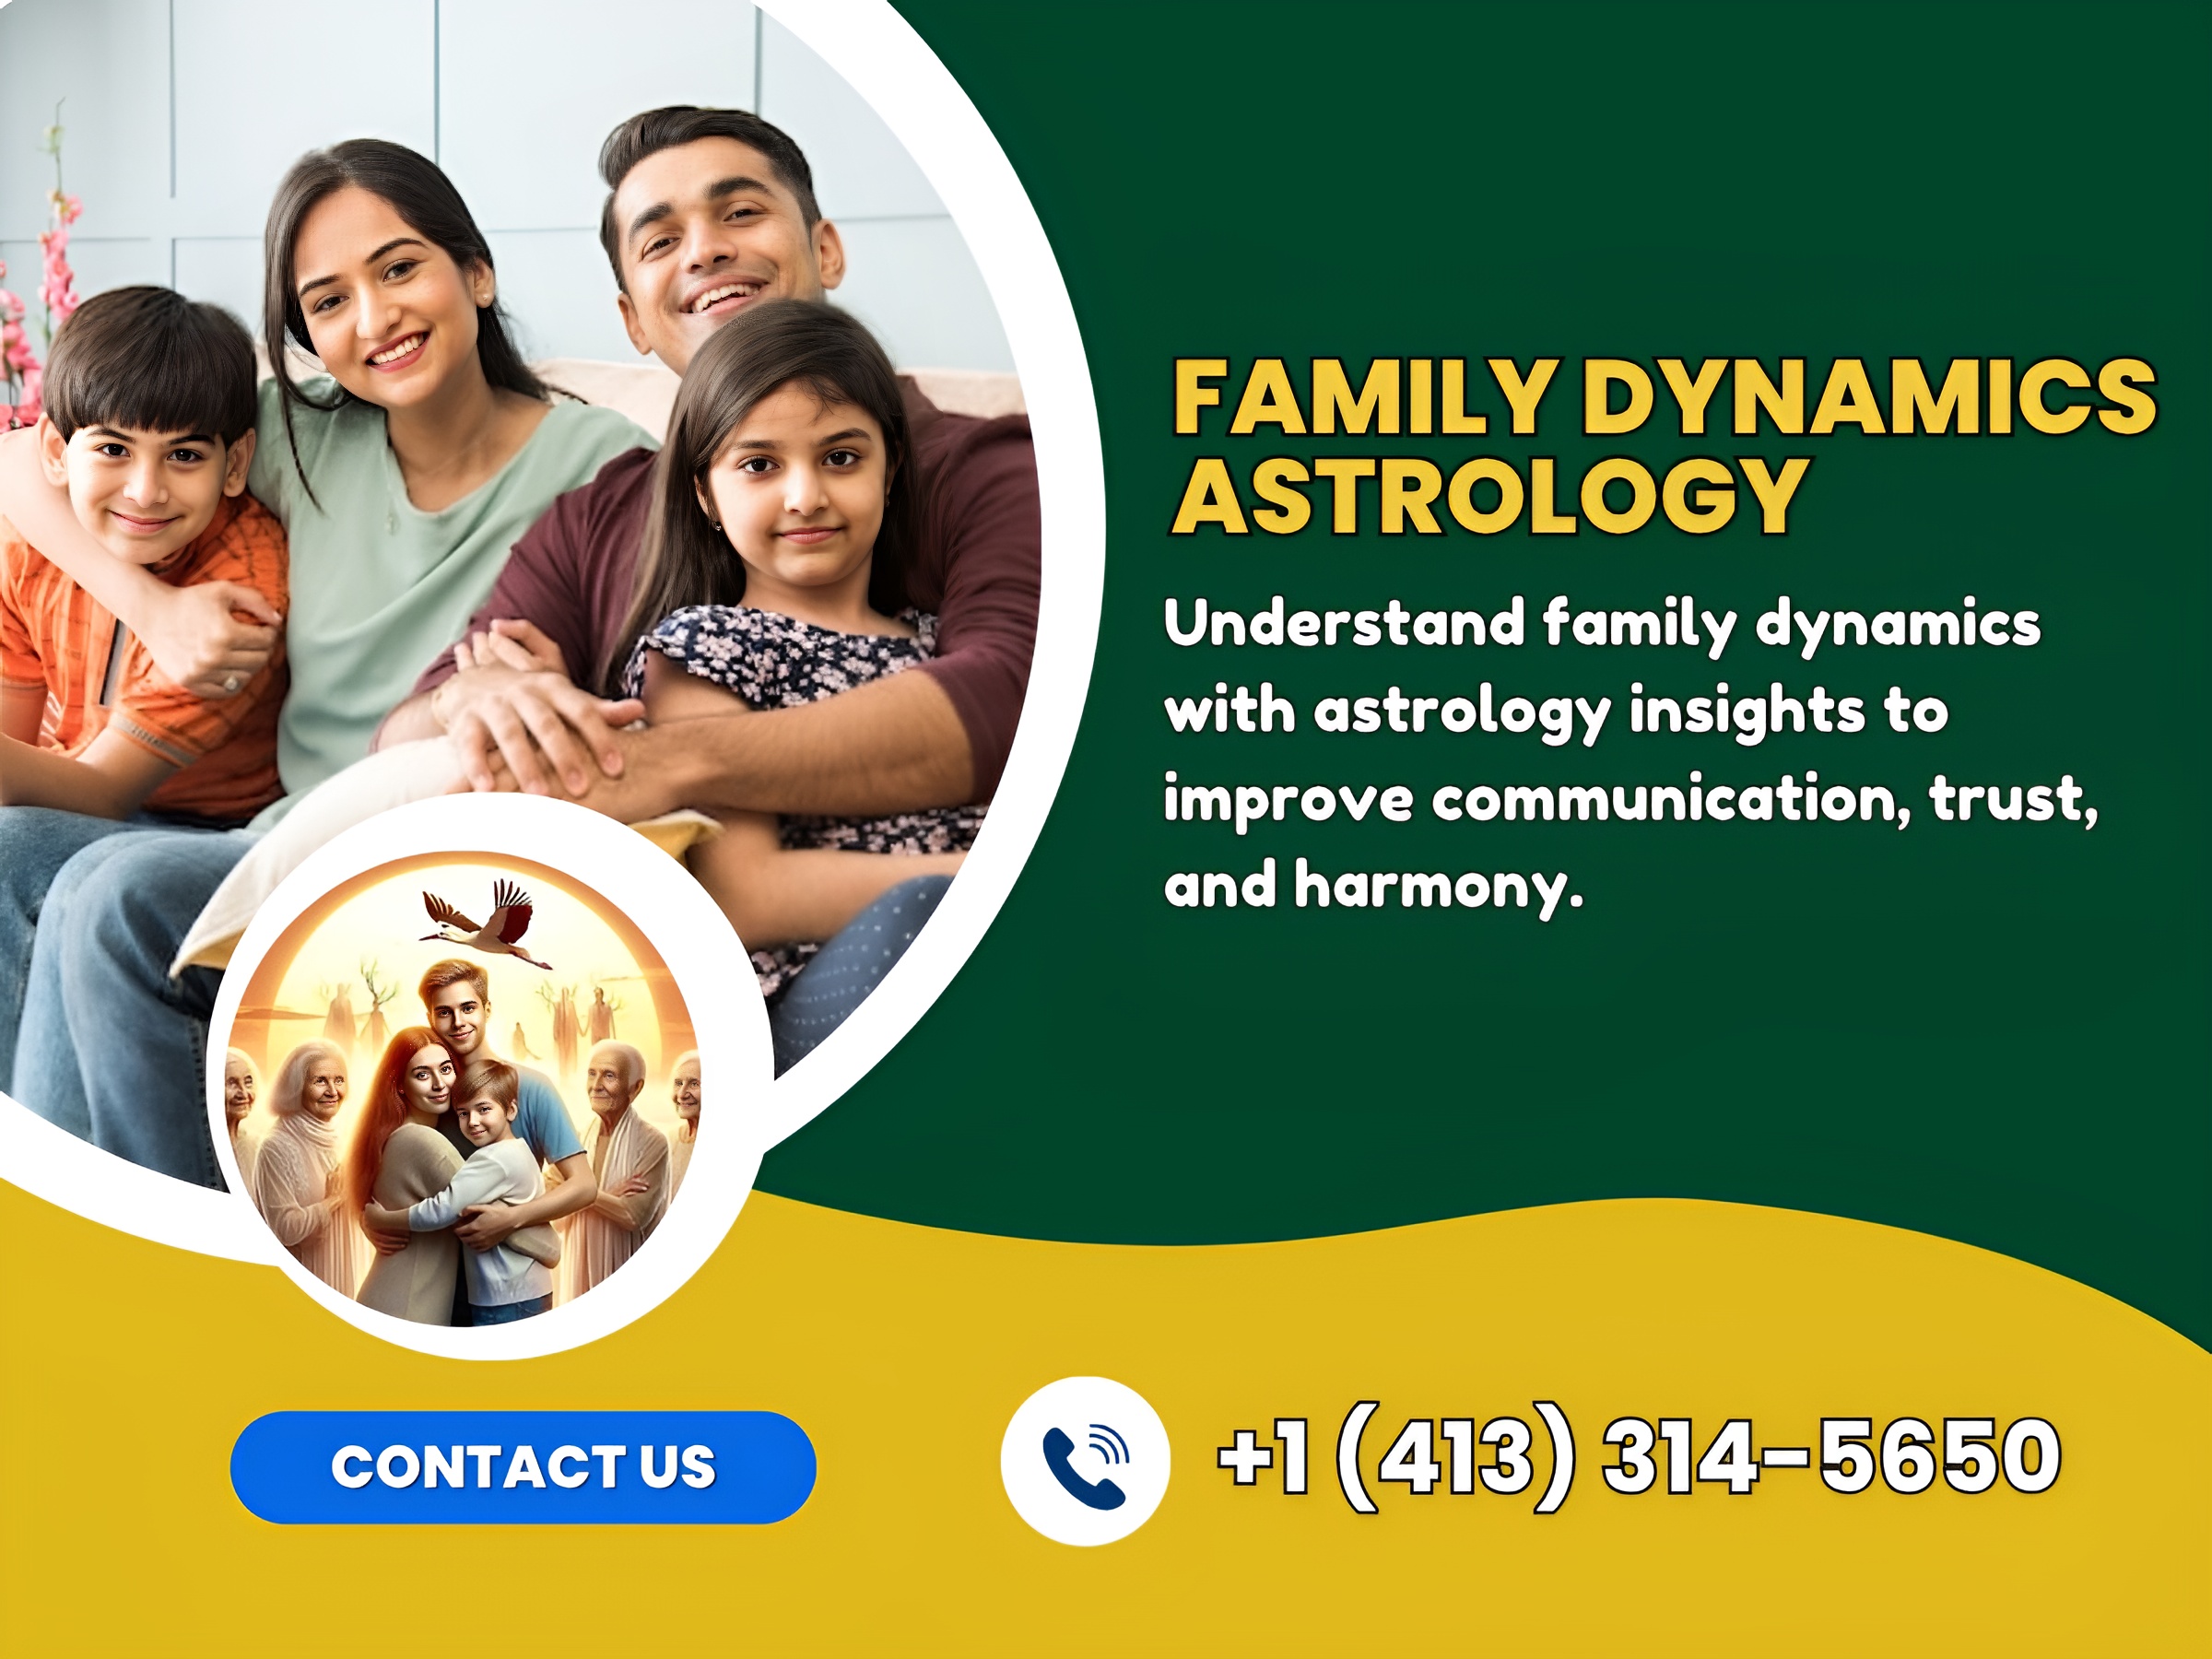 FAMILY DYNAMICS
ASTROLOGY
Understand family dynamics
with astrology insights to
improve communication, trust,
and harmony.
CONTACT US
+1 (413) 314-5650